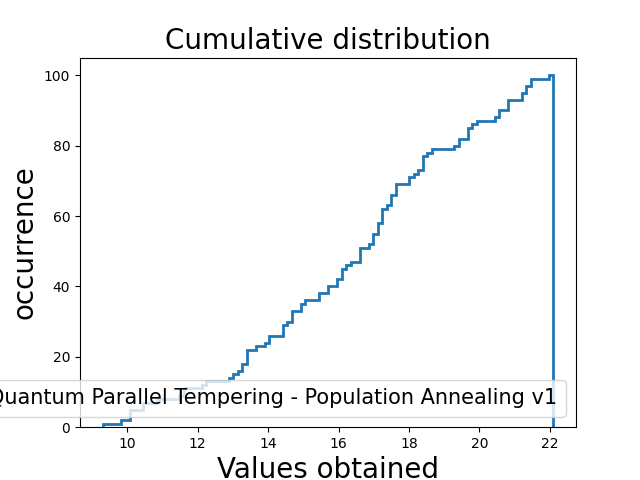 Cumulative distribution
100
80
60
40
20
0
occurrence
Quantum Parallel Tempering - Population Annealing v1
10 12 14 16 18 20 22
Values obtained